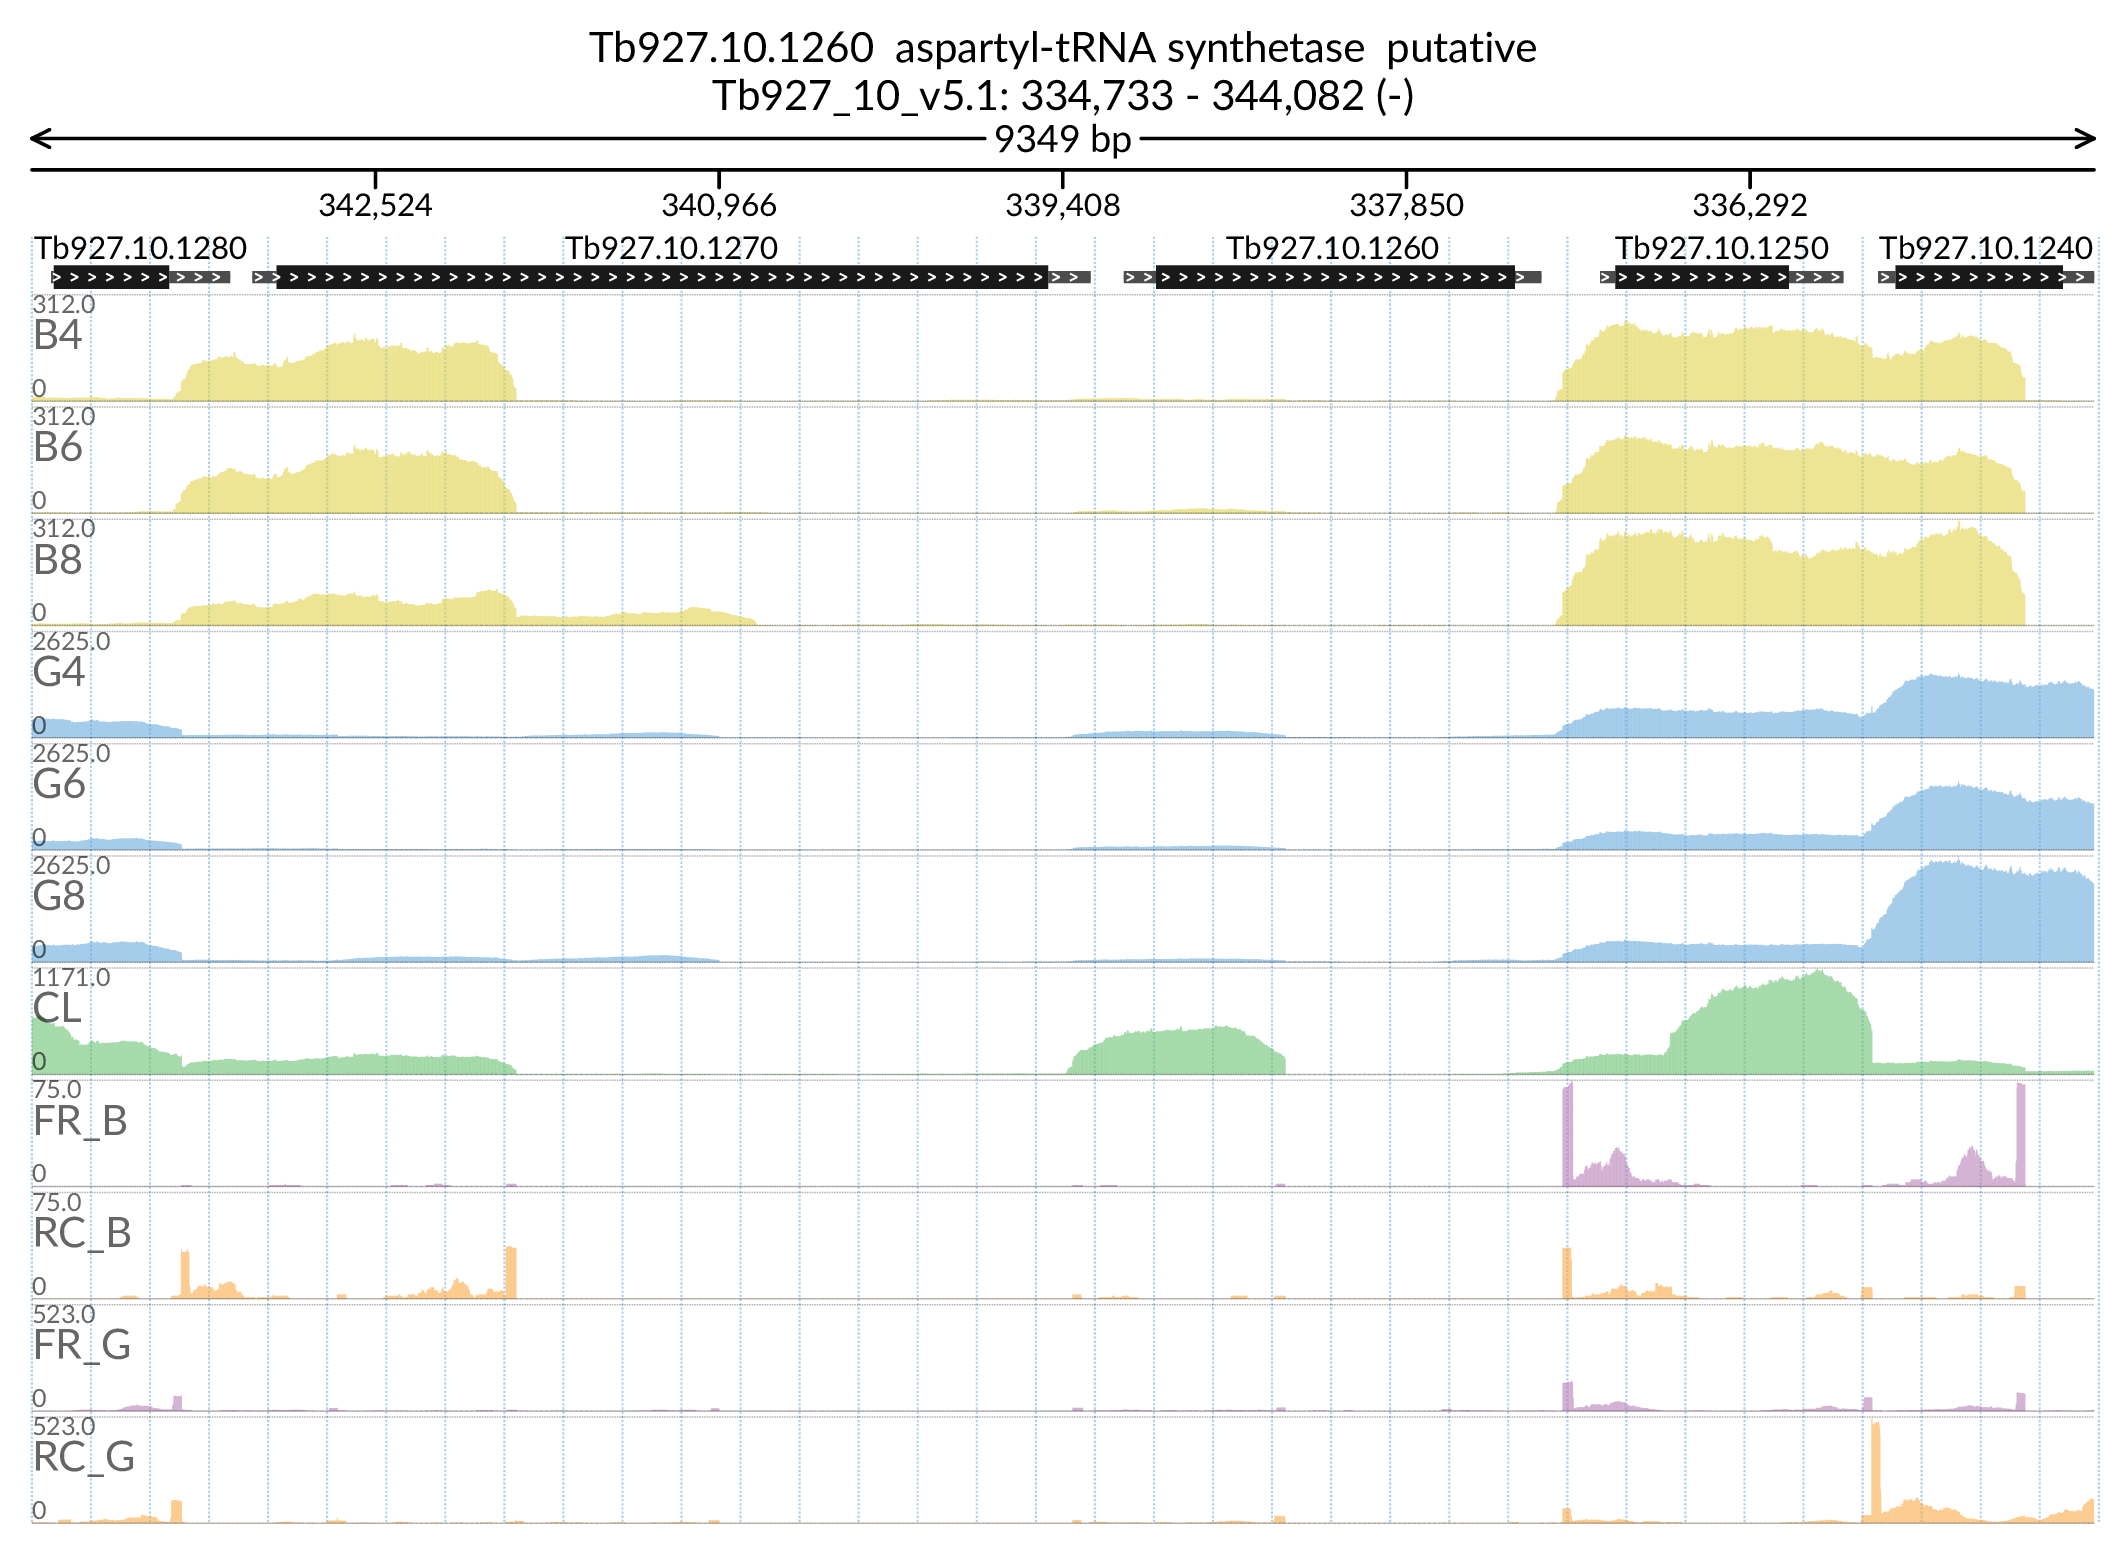 Tb927.10.1260  aspartyl-tRNA synthetase  putative
Tb927_10_v5.1: 334,733 - 344,082 (-)
9349 bp
342,524 340,966 339,408 337,850 336,292
Tb927.10.1280 Tb927.10.1270 Tb927.10.1260 Tb927.10.1250 Tb927.10.1240
312.0
B4
0
312.0
B6
0
312.0
B8
0
2625.0
G4
0
2625.0
G6
0
2625.0
G8
0
1171.0
CL
0
75.0
FR_B
0
75.0
RC_B
0
523.0
FR_G
0
523.0
RC_G
0